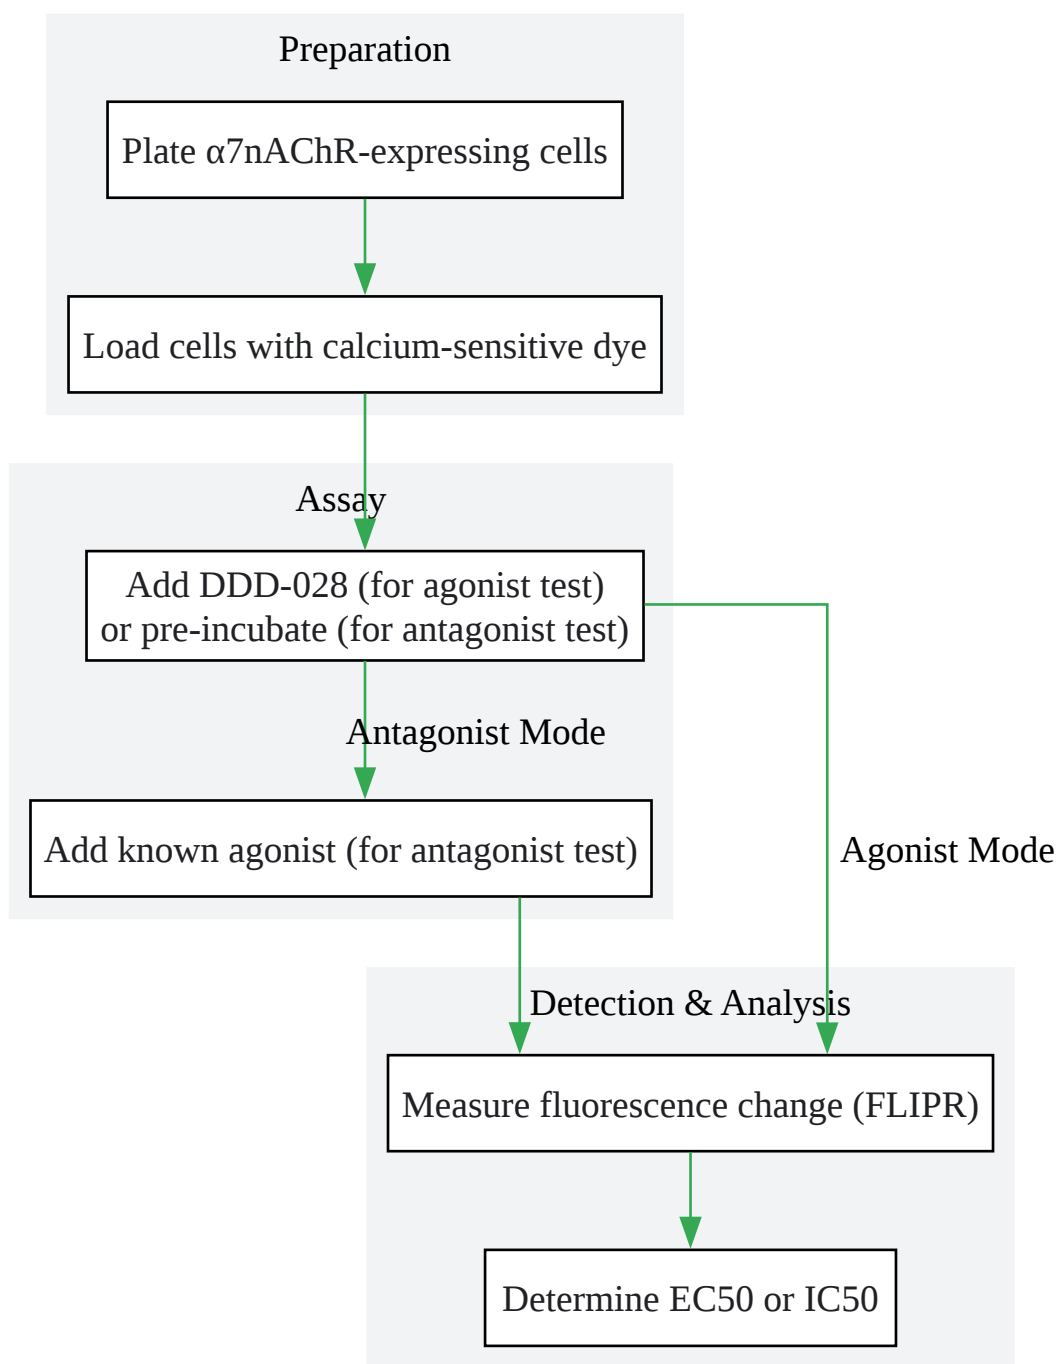 Preparation
Plate α7nAChR-expressing cells
Load cells with calcium-sensitive dye
Assay
Add DDD-028 (for agonist test)
or pre-incubate (for antagonist test)
Antagonist Mode
Add known agonist (for antagonist test)
Agonist Mode
Detection & Analysis
Measure fluorescence change (FLIPR)
Determine EC50 or IC50